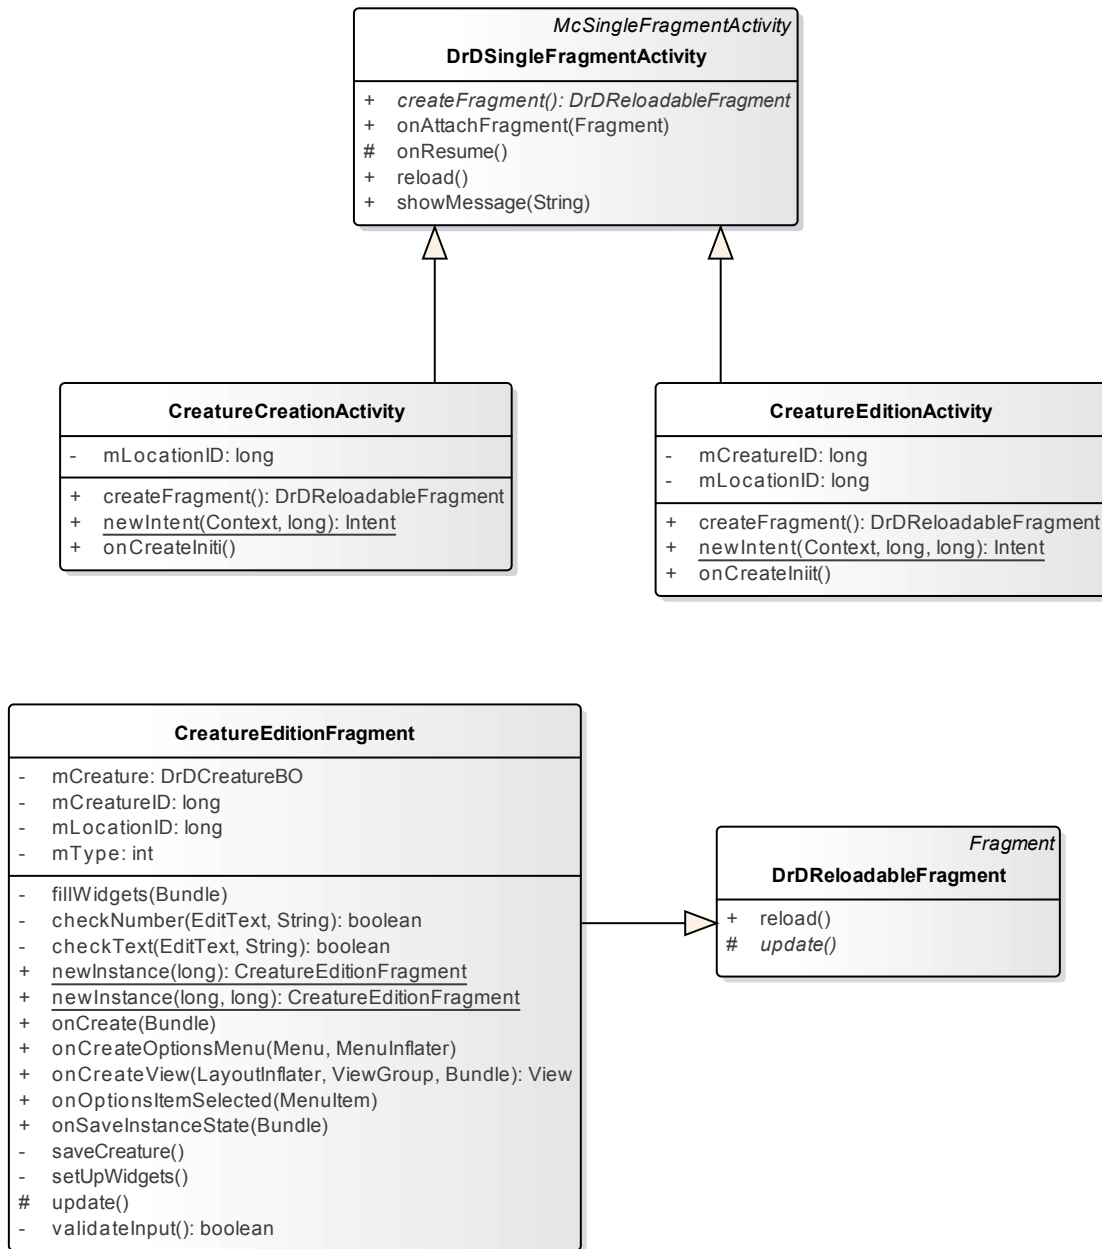 McSingleFragmentActivity
DrDSingleFragmentActivity
+ createFragment(): DrDReloadableFragment
+ onAttachFragment(Fragment)
# onResume()
+ reload()
+ showMessage(String)
CreatureCreationActivity
- mLocationID: long
+ createFragment(): DrDReloadableFragment
+ newIntent(Context, long): Intent
+ onCreateIniti()
CreatureEditionActivity
- mCreatureID: long
- mLocationID: long
+ createFragment(): DrDReloadableFragment
+ newIntent(Context, long, long): Intent
+ onCreateIniit()
CreatureEditionFragment
- mCreature: DrDCreatureBO
- mCreatureID: long
- mLocationID: long
- mType: int
- fillWidgets(Bundle)
- checkNumber(EditText, String): boolean
- checkText(EditText, String): boolean
+ newInstance(long): CreatureEditionFragment
+ newInstance(long, long): CreatureEditionFragment
+ onCreate(Bundle)
+ onCreateOptionsMenu(Menu, MenuInflater)
+ onCreateView(LayoutInflater, ViewGroup, Bundle): View
+ onOptionsItemSelected(MenuItem)
+ onSaveInstanceState(Bundle)
- saveCreature()
- setUpWidgets()
# update()
- validateInput(): boolean
Fragment
DrDReloadableFragment
+ reload()
# update()